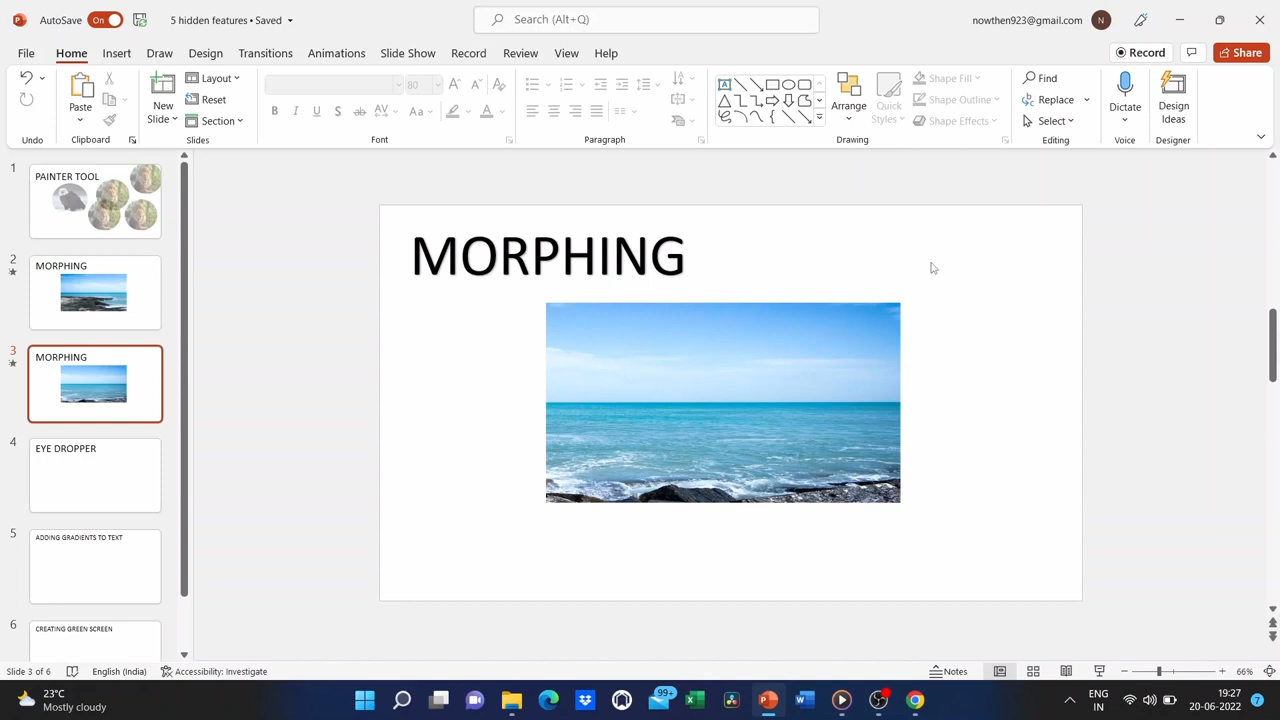 AutoSave On 5 hidden features • Saved Search (Alt+Q) nowthen923@gmail.com N
File Home Insert Draw Design Transitions Animations Slide Show Record Review View Help Record Share
Paste
Clipboard
Undo
New
Slide
Layout
Reset
Section
Slides
80
B I U S ab AV Aa A
Font
Paragraph
Arrange
Quick
Styles
Shape Fill
Shape Outline
Shape Effects
Drawing
Find
Replace
Select
Editing
Dictate
Voice
Design
Ideas
Designer
1
PAINTER TOOL
2
MORPHING
3
MORPHING
4
EYE DROPPER
5
ADDING GRADIENTS TO TEXT
6
CREATING GREEN SCREEN
MORPHING
Slide 3 of 6 English (India) Accessibility: Investigate Notes 66%
23°C
Mostly cloudy
99+
ENG
IN
19:27
20-06-2022
7